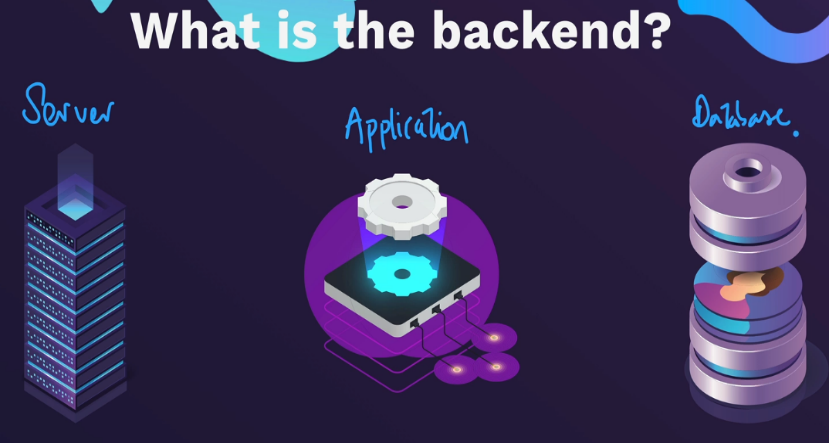 What is the backend?
Server
Application
Database.